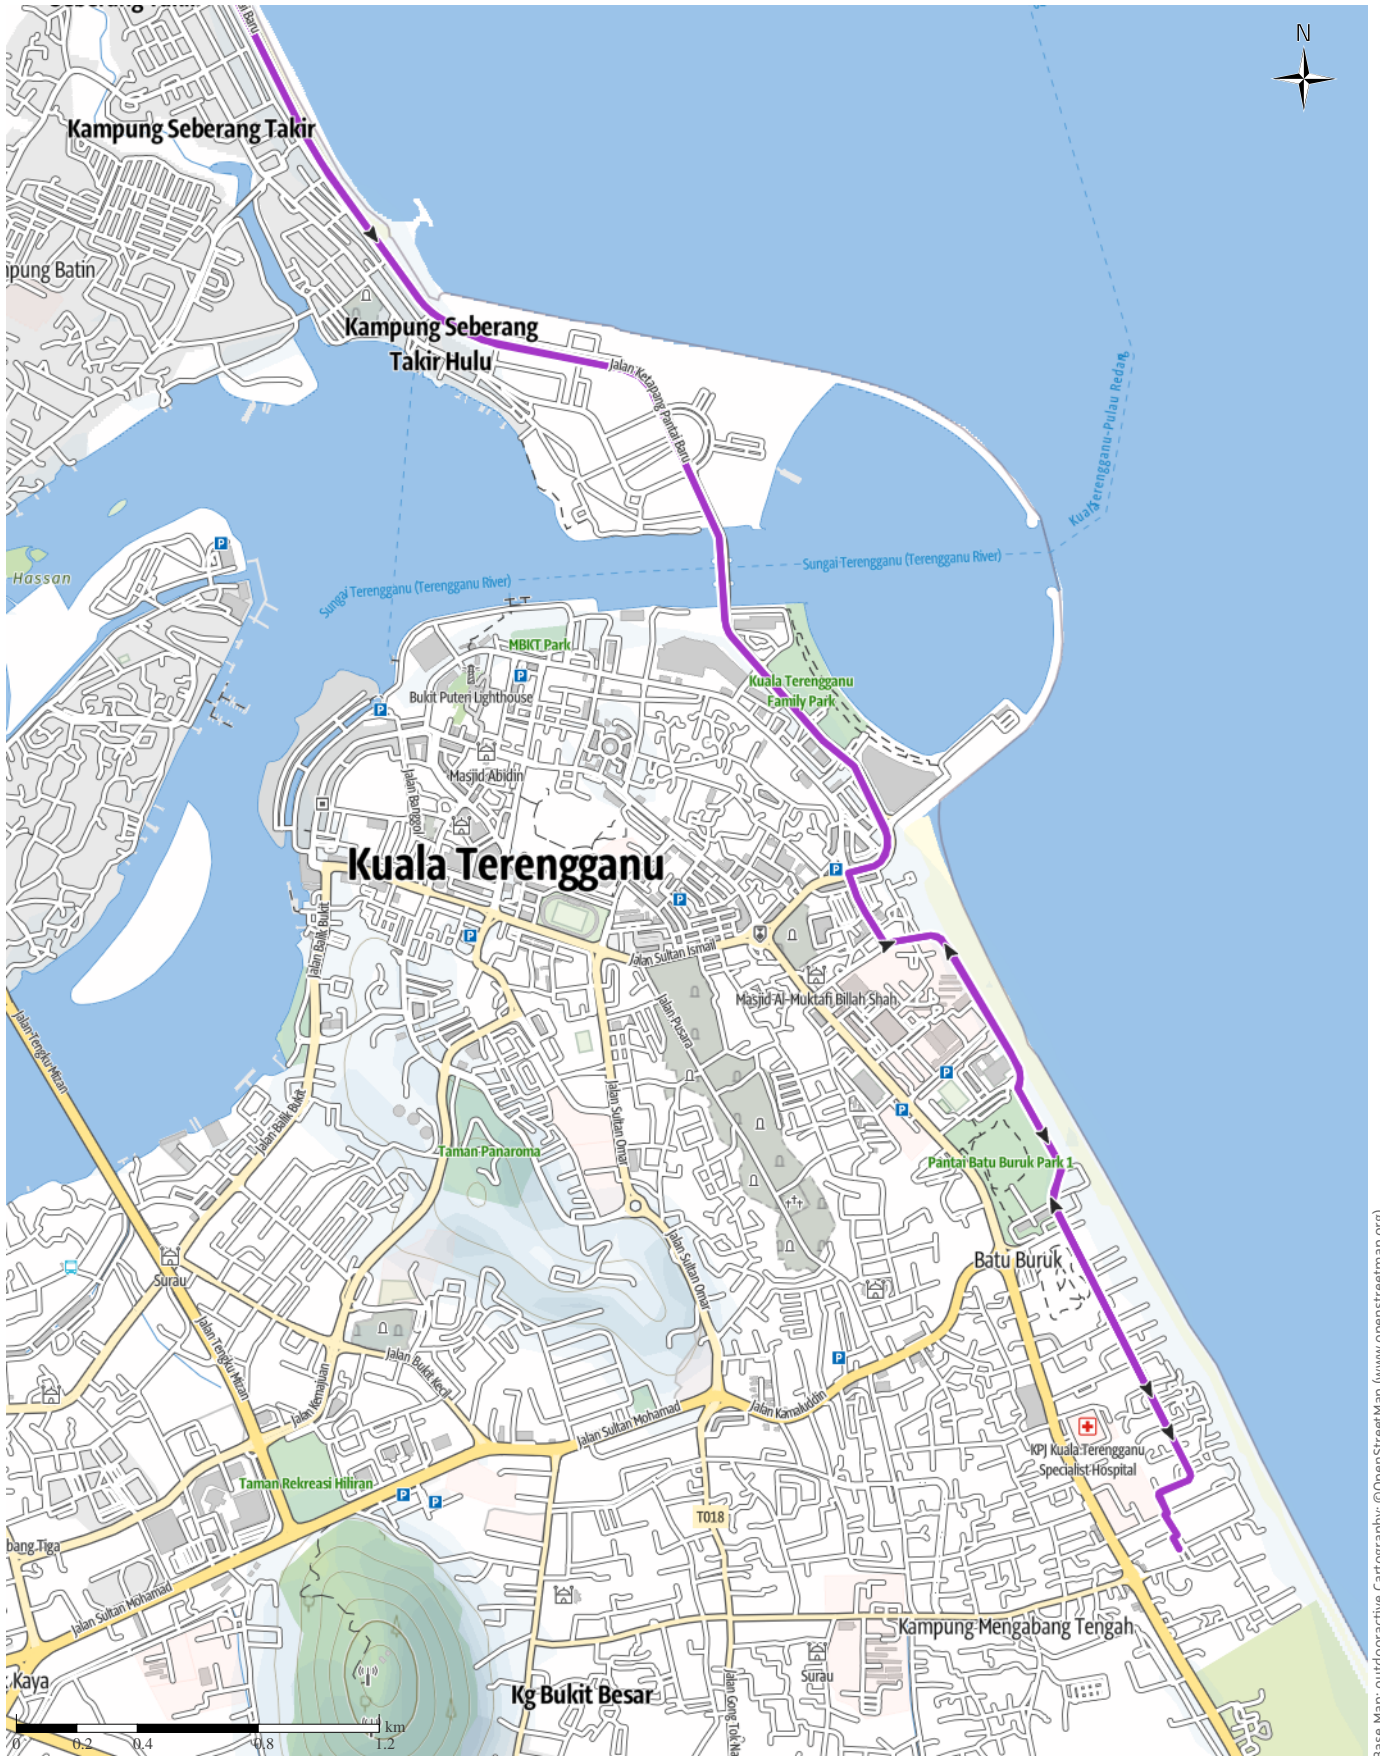 N
Kampung Seberang Takir
Kampung Seberang
Takir Hulu
Jalan Ketapang Pantai Baru
Kuala Terengganu-Pulau Redang
Hassan
Sungai Terengganu (Terengganu River)
Sungai Terengganu (Terengganu River)
P
MBKT Park
P
Bukit Puteri Lighthouse
P
Kuala Terengganu
Family Park
Masjid Abidin
Jalan Banggol
Kuala Terengganu
P
P
P
Jalan Balik Bukit
Jalan Sultan Ismail
Masjid Al-Muktafi Billah Shah
Jalan Pusara
Jalan Tengku Mizan
P
P
Jalan Balik Bukit
Jalan Sultan Omar
Taman Panaroma
Pantai Batu Buruk Park 1
Jalan Sultan Omar
Batu Buruk
Surau
Jalan Tengku Mizan
Jalan Bukit Kecil
P
Jalan Kemajuan
Jalan Kamaluddin
Jalan Sultan Mohamad
KPJ Kuala Terengganu
Specialist Hospital
Taman Rekreasi Hiliran
P
P
T018
Jalan Sultan Mohamad
Kampung Mengabang Tengah
Surau
Kaya
Kg Bukit Besar
km
0
0.2
0.4
0.8
1.2